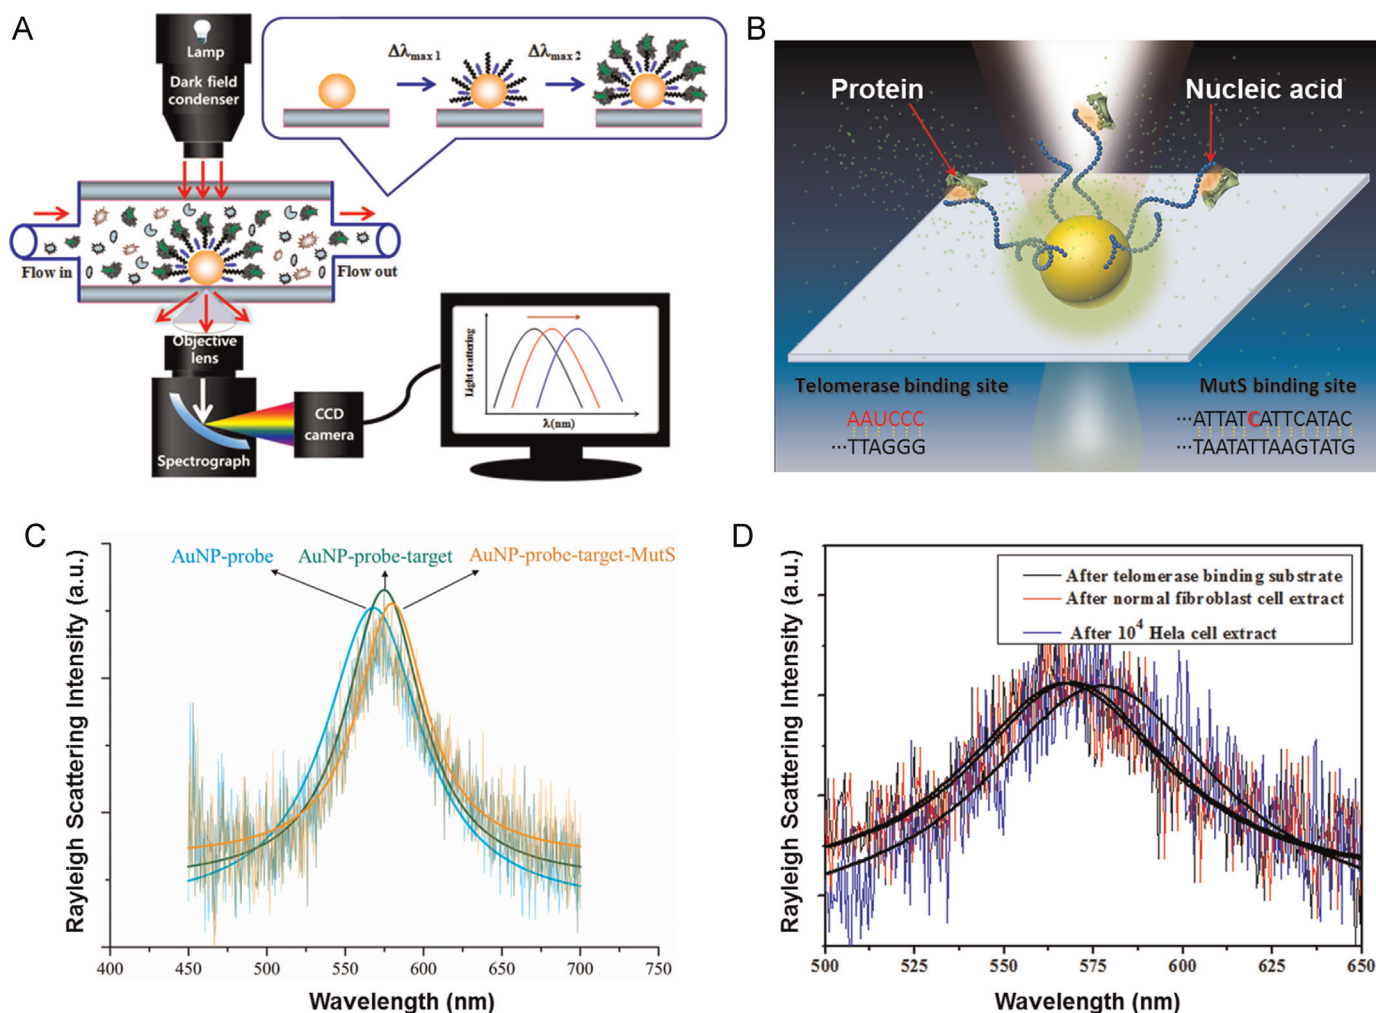 A
Lamp
Dark field
condenser
Δλmax 1
Δλmax 2
Flow in
Flow out
Objective
lens
Spectrograph
CCD
camera
Light scattering
λ(nm)
B
Protein
Nucleic acid
Telomerase binding site
AAUCCC
···TTAGGG
MutS binding site
···ATTATCATTCATAC
···TAATATTAAGTATG
C
AuNP-probe
AuNP-probe-target
AuNP-probe-target-MutS
Rayleigh Scattering Intensity (a.u.)
400 450 500 550 600 650 700 750
Wavelength (nm)
D
After telomerase binding substrate
After normal fibroblast cell extract
After 10⁴ Hela cell extract
Rayleigh Scattering Intensity (a.u.)
500 525 550 575 600 625 650
Wavelength (nm)